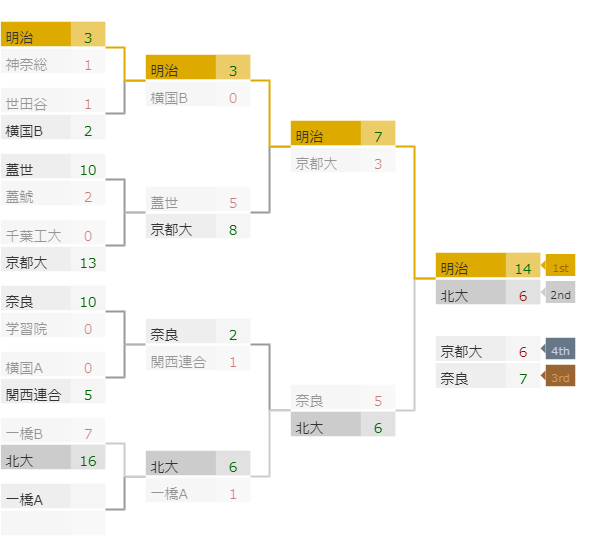 明治 3
神奈総 1
世田谷 1
横国B 2
蓋世 10
蓋鯱 2
千葉工大 0
京都大 13
奈良 10
学習院 0
横国A 0
関西連合 5
一橋B 7
北大 16
一橋A
明治 3
横国B 0
蓋世 5
京都大 8
奈良 2
関西連合 1
北大 6
一橋A 1
明治 7
京都大 3
奈良 5
北大 6
明治 14 1st
北大 6 2nd
京都大 6 4th
奈良 7 3rd